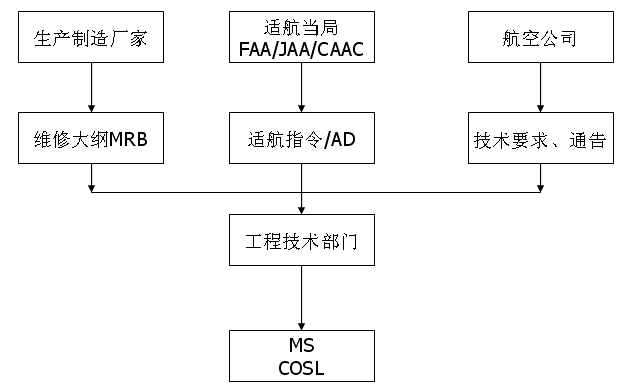 生产制造厂家
适航当局
FAA/JAA/CAAC
航空公司
维修大纲MRB
适航指令/AD
技术要求、通告
工程技术部门
MS
COSL